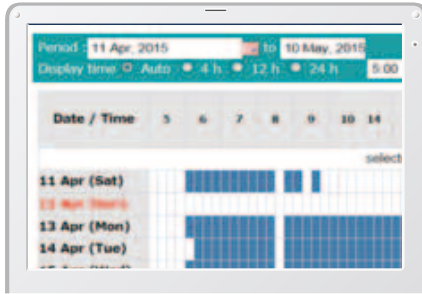 Period : 11 Apr, 2015 to 10 May, 2015
Display time Auto 4 h 12 h 24 h 5:00
Date / Time 5 6 7 8 9 10 14
select
11 Apr (Sat)
13 Apr (Mon)
14 Apr (Tue)